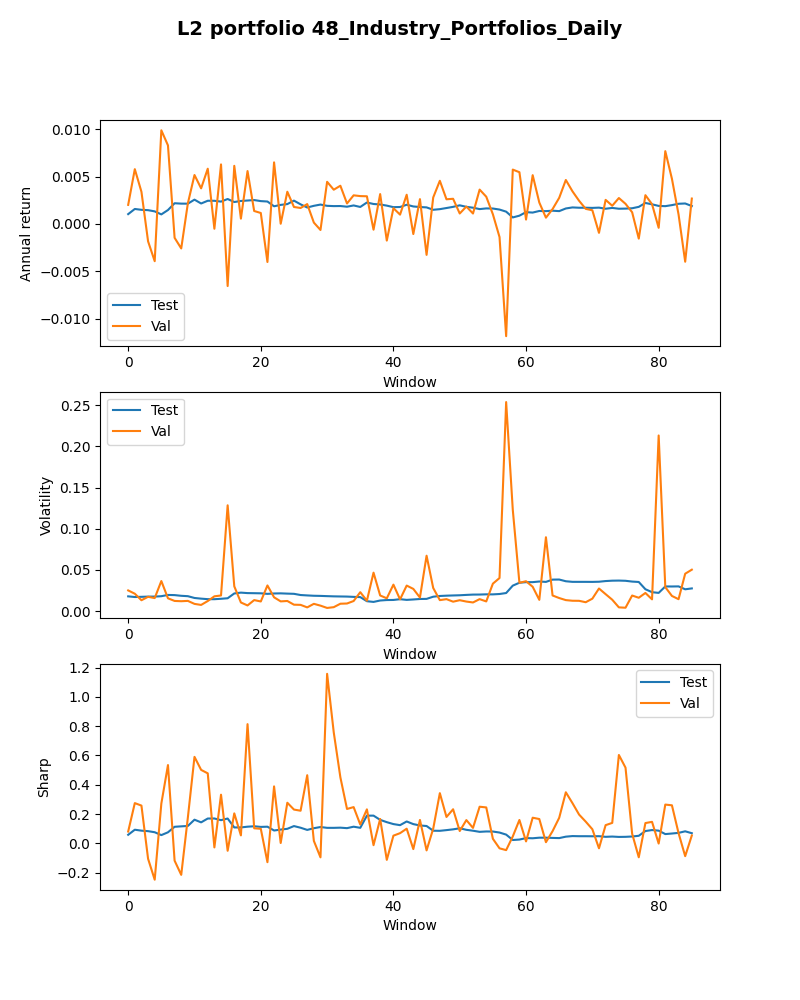 L2 portfolio 48_Industry_Portfolios_Daily
0.010
0.005
0.000
−0.005
−0.010
Annual return
Test
Val
0 20 40 60 80
Window
0.25
0.20
0.15
0.10
0.05
0.00
Volatility
Test
Val
0 20 40 60 80
Window
1.2
1.0
0.8
0.6
0.4
0.2
0.0
−0.2
Sharp
Test
Val
0 20 40 60 80
Window